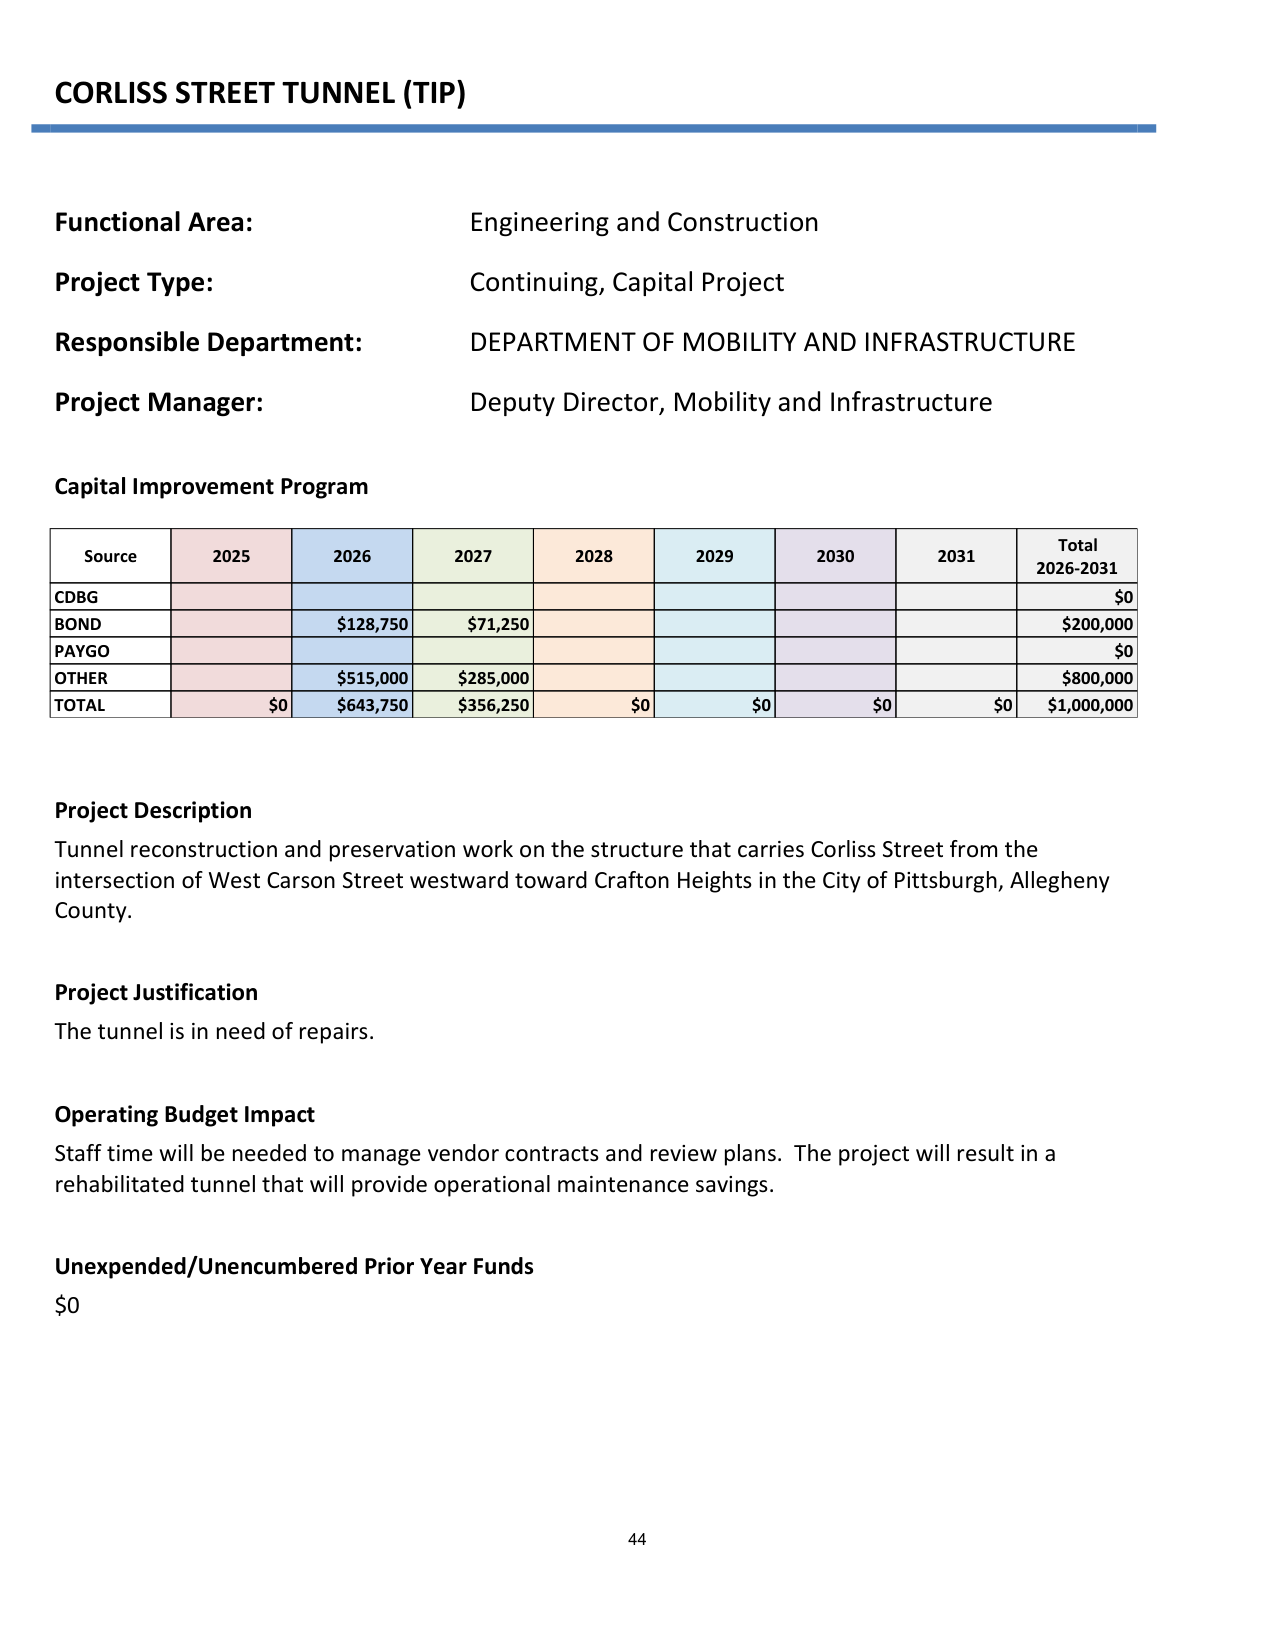 CORLISS STREET TUNNEL (TIP)
Functional Area: Engineering and Construction
Project Type: Continuing, Capital Project
Responsible Department: DEPARTMENT OF MOBILITY AND INFRASTRUCTURE
Project Manager: Deputy Director, Mobility and Infrastructure
Capital Improvement Program
Source 2025 2026 2027 2028 2029 2030 2031 Total 2026-2031
CDBG $0
BOND $128,750 $71,250 $200,000
PAYGO $0
OTHER $515,000 $285,000 $800,000
TOTAL $0 $643,750 $356,250 $0 $0 $0 $0 $1,000,000
Project Description
Tunnel reconstruction and preservation work on the structure that carries Corliss Street from the
intersection of West Carson Street westward toward Crafton Heights in the City of Pittsburgh, Allegheny
County.
Project Justification
The tunnel is in need of repairs.
Operating Budget Impact
Staff time will be needed to manage vendor contracts and review plans.  The project will result in a
rehabilitated tunnel that will provide operational maintenance savings.
Unexpended/Unencumbered Prior Year Funds
$0
44